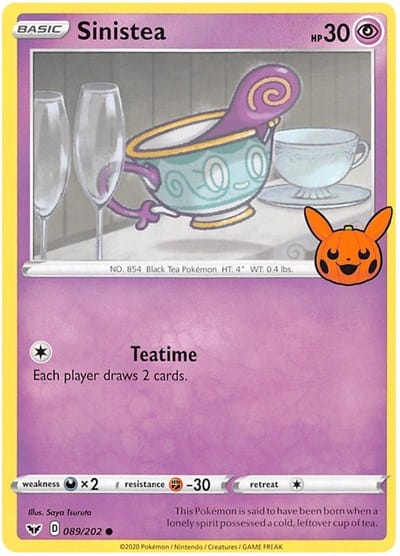 BASIC Sinistea HP30
NO. 854 Black Tea Pokémon HT: 4" WT: 0.4 lbs.
Teatime
Each player draws 2 cards.
weakness ×2 resistance -30 retreat
Illus. Saya Tsuruta
This Pokémon is said to have been born when a
lonely spirit possessed a cold, leftover cup of tea.
D 089/202
©2020 Pokémon / Nintendo / Creatures / GAME FREAK